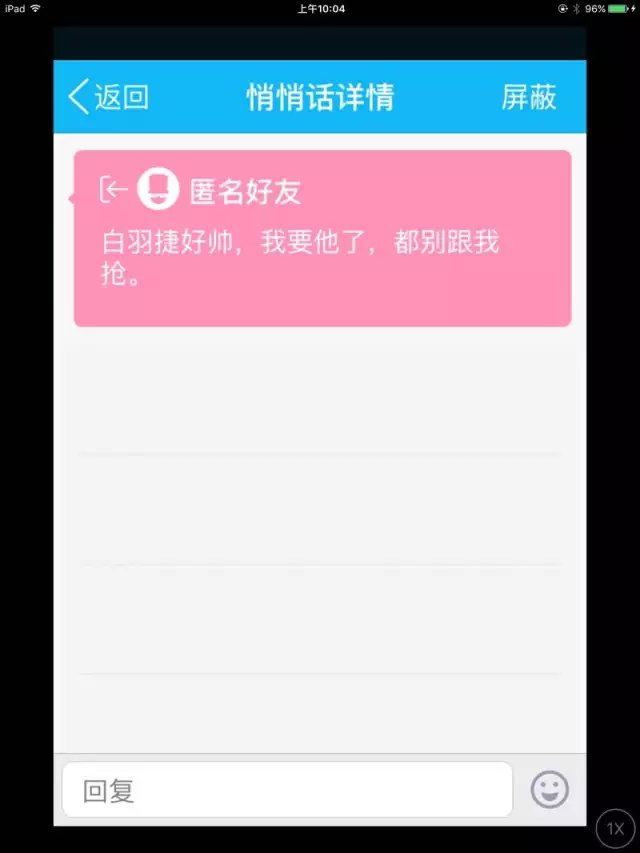 iPad 上午10:04 96%
返回 悄悄话详情 屏蔽
匿名好友
白羽捷好帅，我要他了，都别跟我
抢。
回复
1X